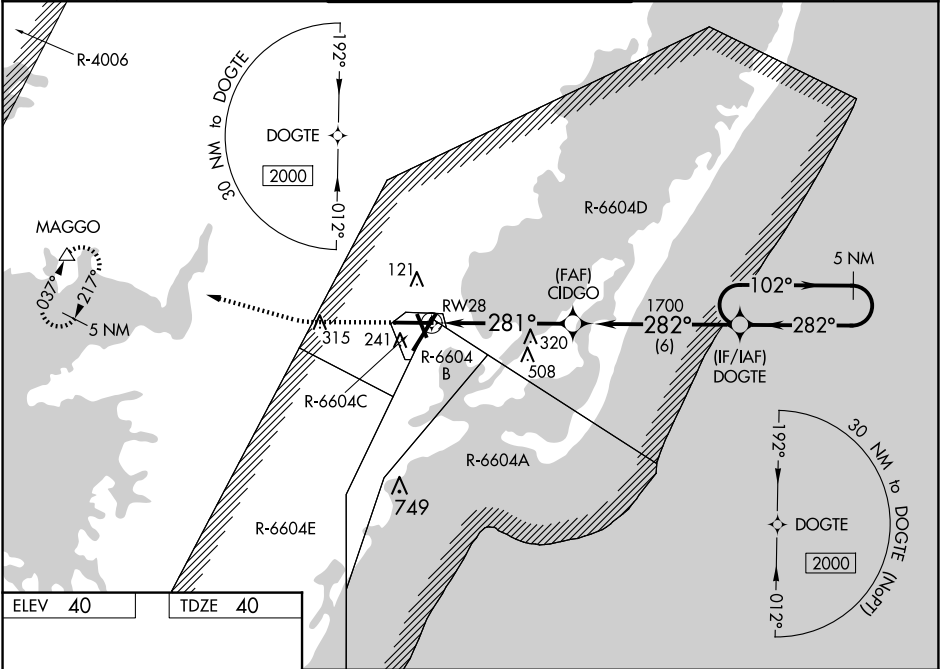 R-4006
30 NM to DOGTE
192°
DOGTE
2000
012°
R-6604D
MAGGO
037°
217°
5 NM
121
(FAF)
CIDGO
5 NM
102°
RW28
281°
1700
282°
(6)
282°
315
241
320
508
(IF/IAF)
DOGTE
R-6604
B
R-6604C
R-6604A
749
R-6604E
30 NM to DOGTE (NoPT)
192°
DOGTE
2000
012°
ELEV 40
TDZE 40